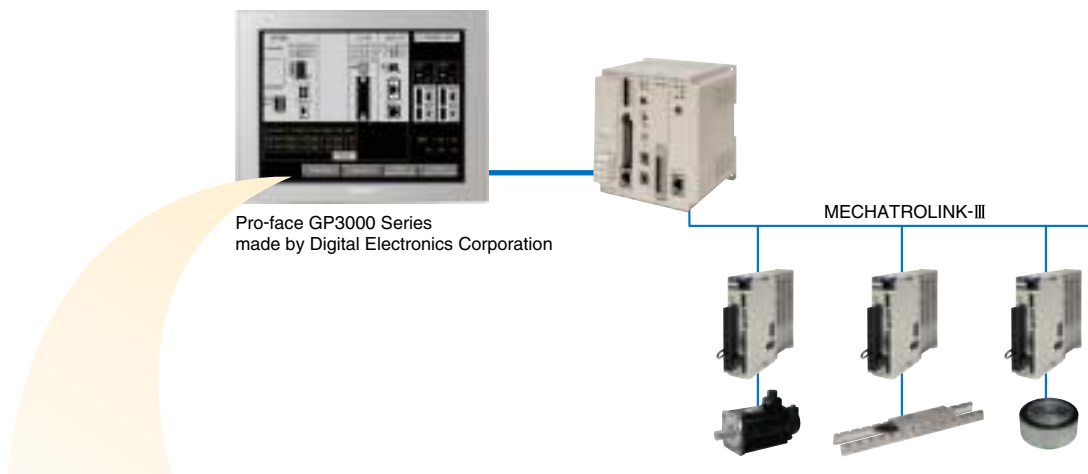 Pro-face GP3000 Series
made by Digital Electronics Corporation
MECHATROLINK-Ⅲ